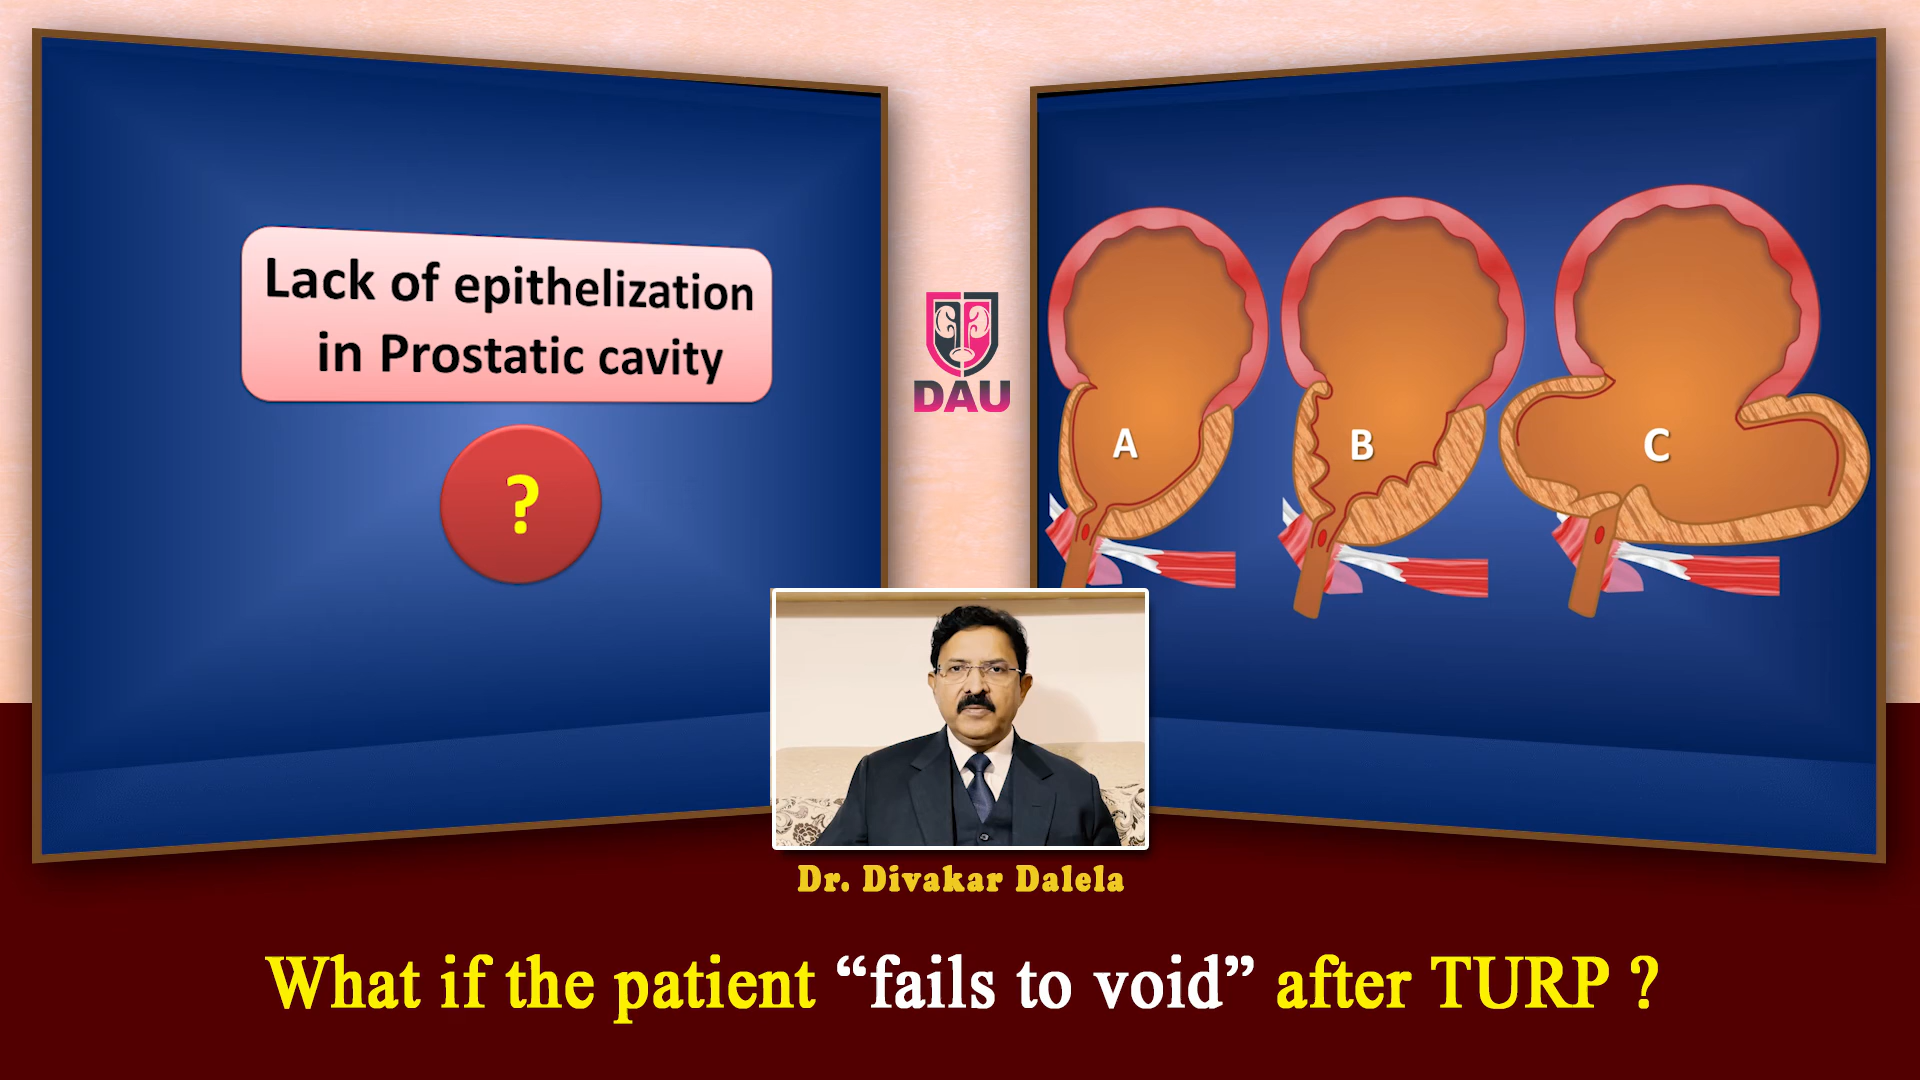 Lack of epithelization
in Prostatic cavity
?
DAU
A
B
C
Dr. Divakar Dalela
What if the patient “fails to void” after TURP ?